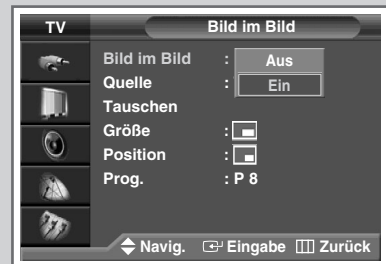 TV Bild im Bild
Bild im Bild : Aus
Quelle : Ein
Tauschen
Größe :
Position :
Prog. : P 8
Navig. Eingabe Zurück